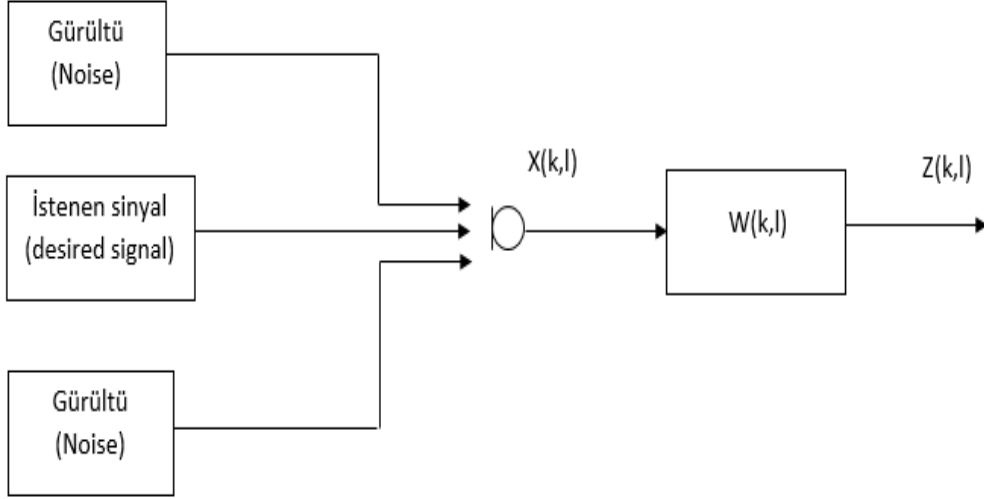 Gürültü
(Noise)
İstenen sinyal
(desired signal)
Gürültü
(Noise)
X(k,l)
W(k,l)
Z(k,l)